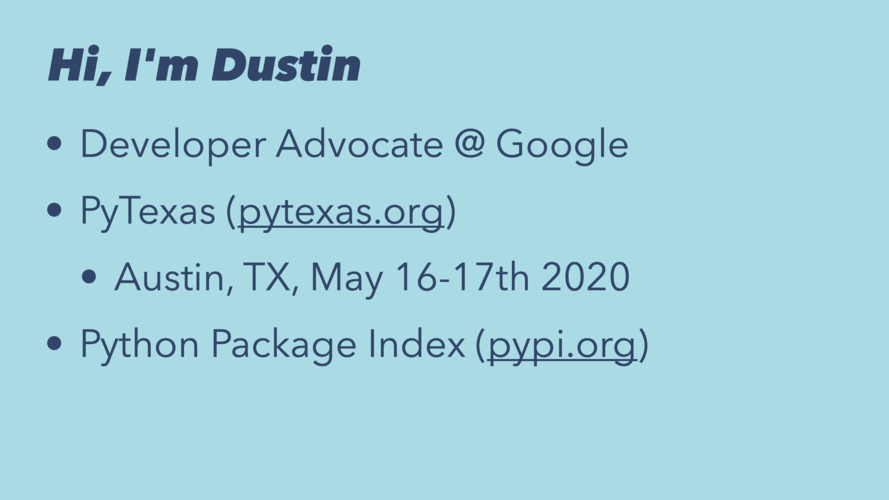 Hi, I'm Dustin
• Developer Advocate @ Google
• PyTexas (pytexas.org)
• Austin, TX, May 16-17th 2020
• Python Package Index (pypi.org)